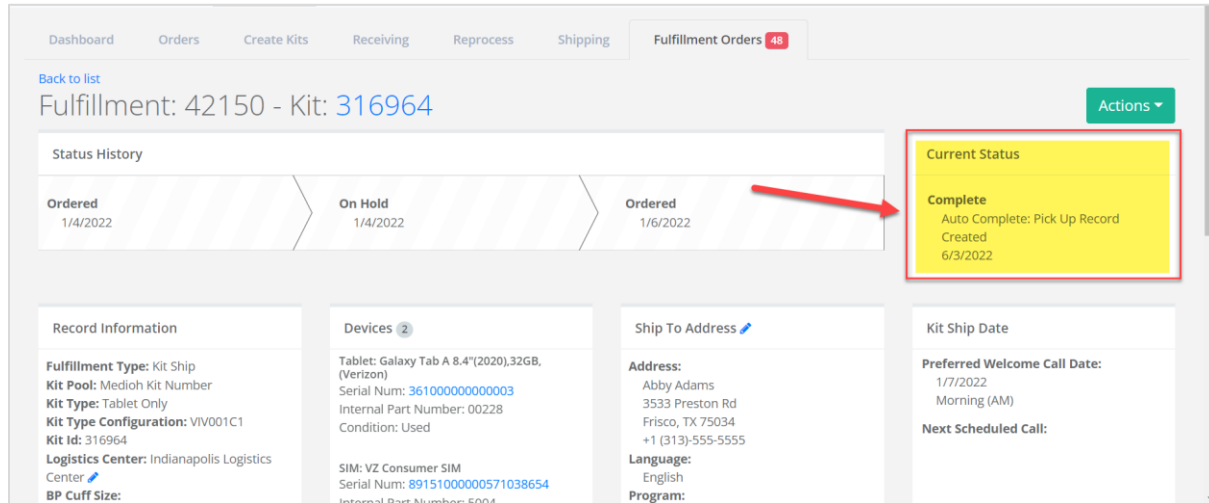 Dashboard Orders Create Kits Receiving Reprocess Shipping Fulfillment Orders 48
Back to list
Fulfillment: 42150 - Kit: 316964
Actions
Status History
Ordered
1/4/2022
On Hold
1/4/2022
Ordered
1/6/2022
Current Status
Complete
Auto Complete: Pick Up Record
Created
6/3/2022
Record Information
Fulfillment Type: Kit Ship
Kit Pool: Medioh Kit Number
Kit Type: Tablet Only
Kit Type Configuration: VIV001C1
Kit Id: 316964
Logistics Center: Indianapolis Logistics
Center
BP Cuff Size:
Devices 2
Tablet: Galaxy Tab A 8.4"(2020),32GB,
(Verizon)
Serial Num: 361000000000003
Internal Part Number: 00228
Condition: Used
SIM: VZ Consumer SIM
Serial Num: 89151000000571038654
Internal Part Number: 5004
Ship To Address
Address:
Abby Adams
3533 Preston Rd
Frisco, TX 75034
+1 (313)-555-5555
Language:
English
Program:
Kit Ship Date
Preferred Welcome Call Date:
1/7/2022
Morning (AM)
Next Scheduled Call: